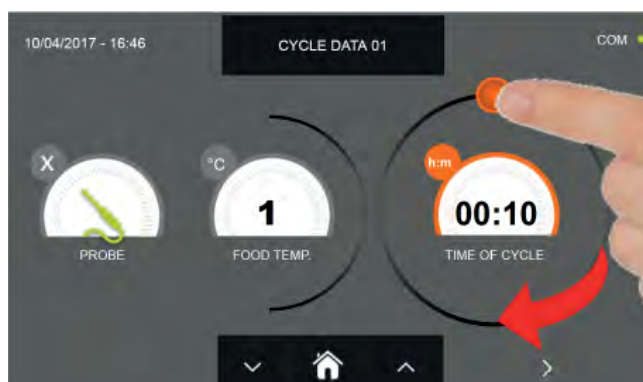 10/04/2017 - 16:46
CYCLE DATA 01
COM
X
°C
h:m
1
00:10
PROBE
FOOD TEMP.
TIME OF CYCLE